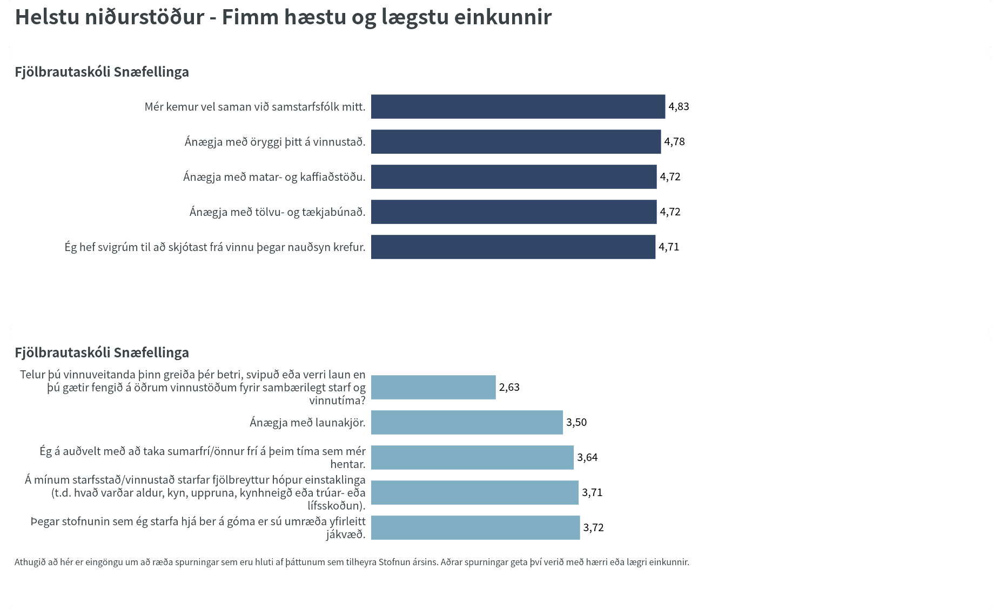 Helstu niðurstöður - Fimm hæstu og lægstu einkunnir
Fjölbrautaskóli Snæfellinga
Mér kemur vel saman við samstarfsfólk mitt.
4,83
Ánægja með öryggi þitt á vinnustað.
4,78
Ánægja með matar- og kaffiaðstöðu.
4,72
Ánægja með tölvu- og tækjabúnað.
4,72
Ég hef svigrúm til að skjótast frá vinnu þegar nauðsyn krefur.
4,71
Fjölbrautaskóli Snæfellinga
Telur þú vinnuveitanda þinn greiða þér betri, svipuð eða verri laun en
þú gætir fengið á öðrum vinnustöðum fyrir sambærilegt starf og
vinnutíma?
2,63
Ánægja með launakjör.
3,50
Ég á auðvelt með að taka sumarfrí/önnur frí á þeim tíma sem mér
hentar.
3,64
Á mínum starfsstað/vinnustað starfar fjölbreyttur hópur einstaklinga
(t.d. hvað varðar aldur, kyn, uppruna, kynhneigð eða trúar- eða
lífsskoðun).
3,71
Þegar stofnunin sem ég starfa hjá ber á góma er sú umræða yfirleitt
jákvæð.
3,72
Athugið að hér er eingöngu um að ræða spurningar sem eru hluti af þáttunum sem tilheyra Stofnun ársins. Aðrar spurningar geta því verið með hærri eða lægri einkunnir.